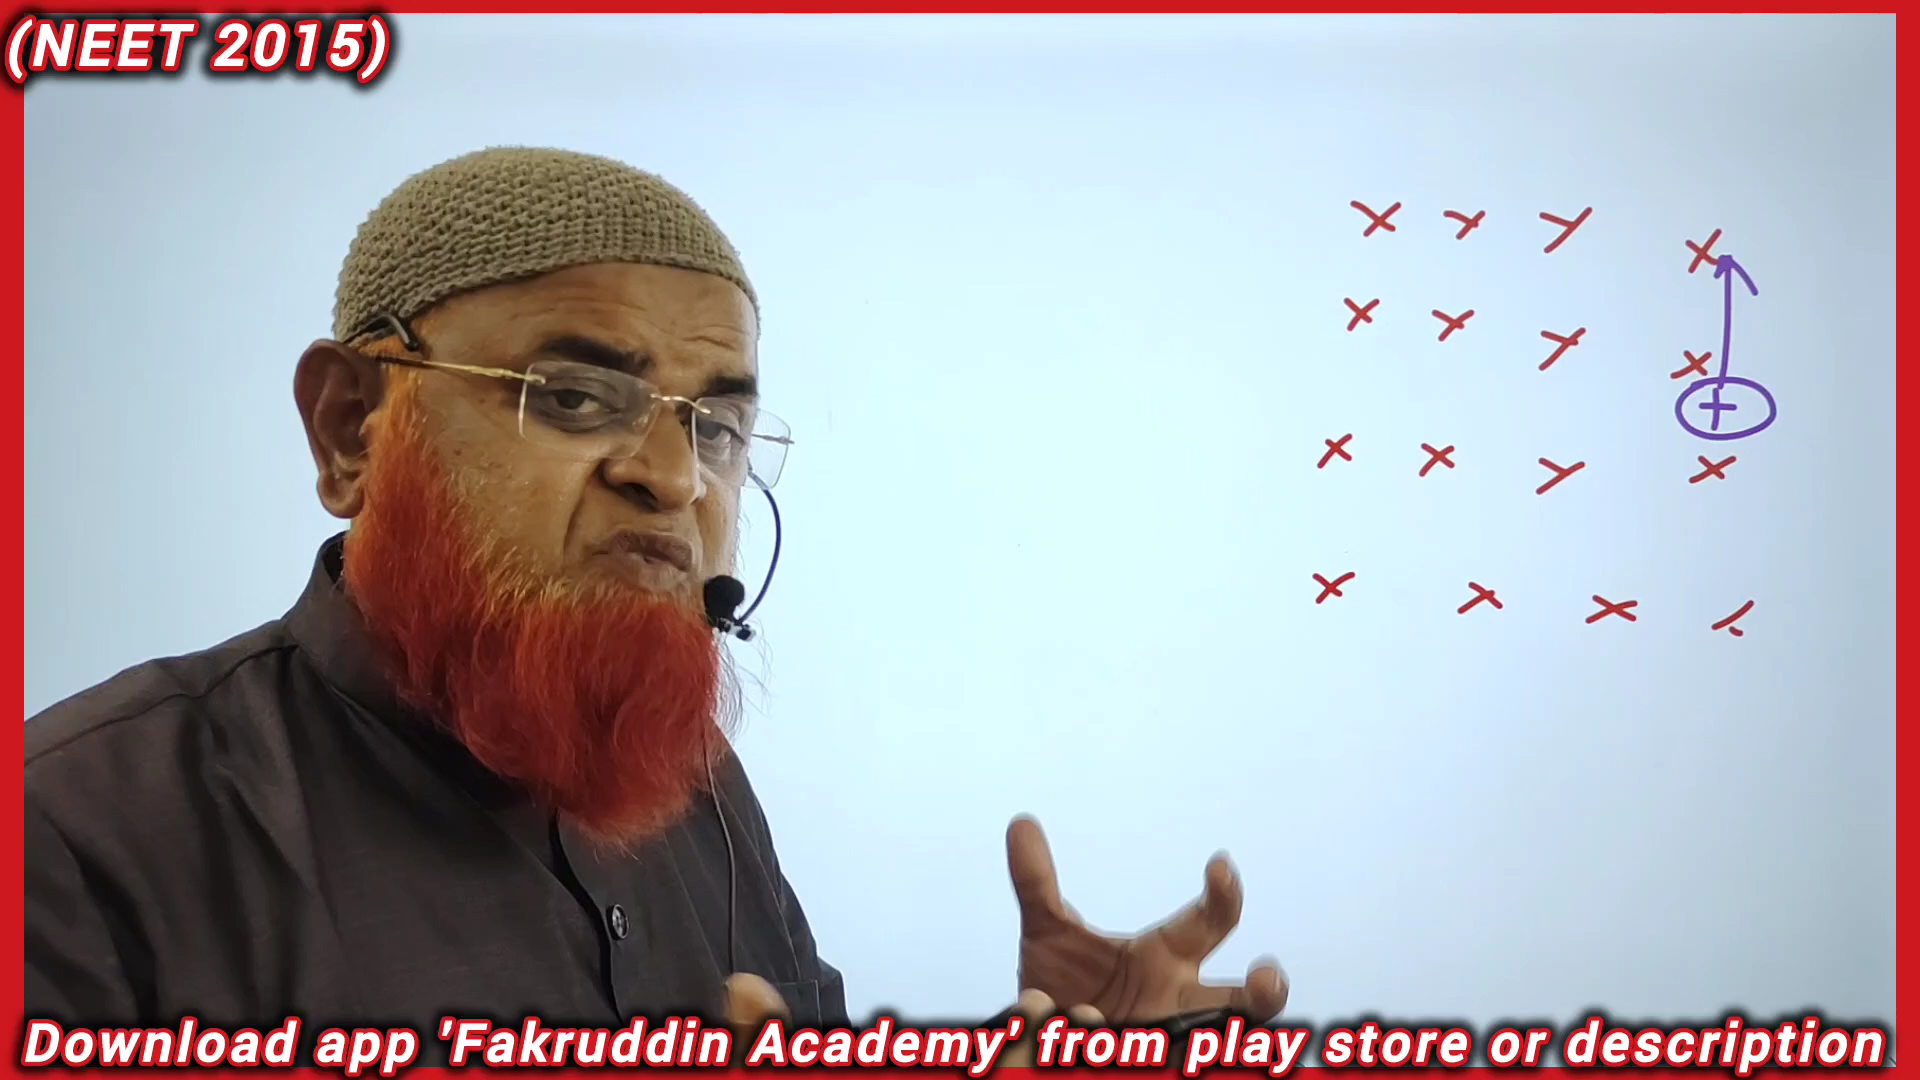 (NEET 2015)
× × × ×
× × × ×
+
× × × ×
× × ×
Download app 'Fakruddin Academy' from play store or description